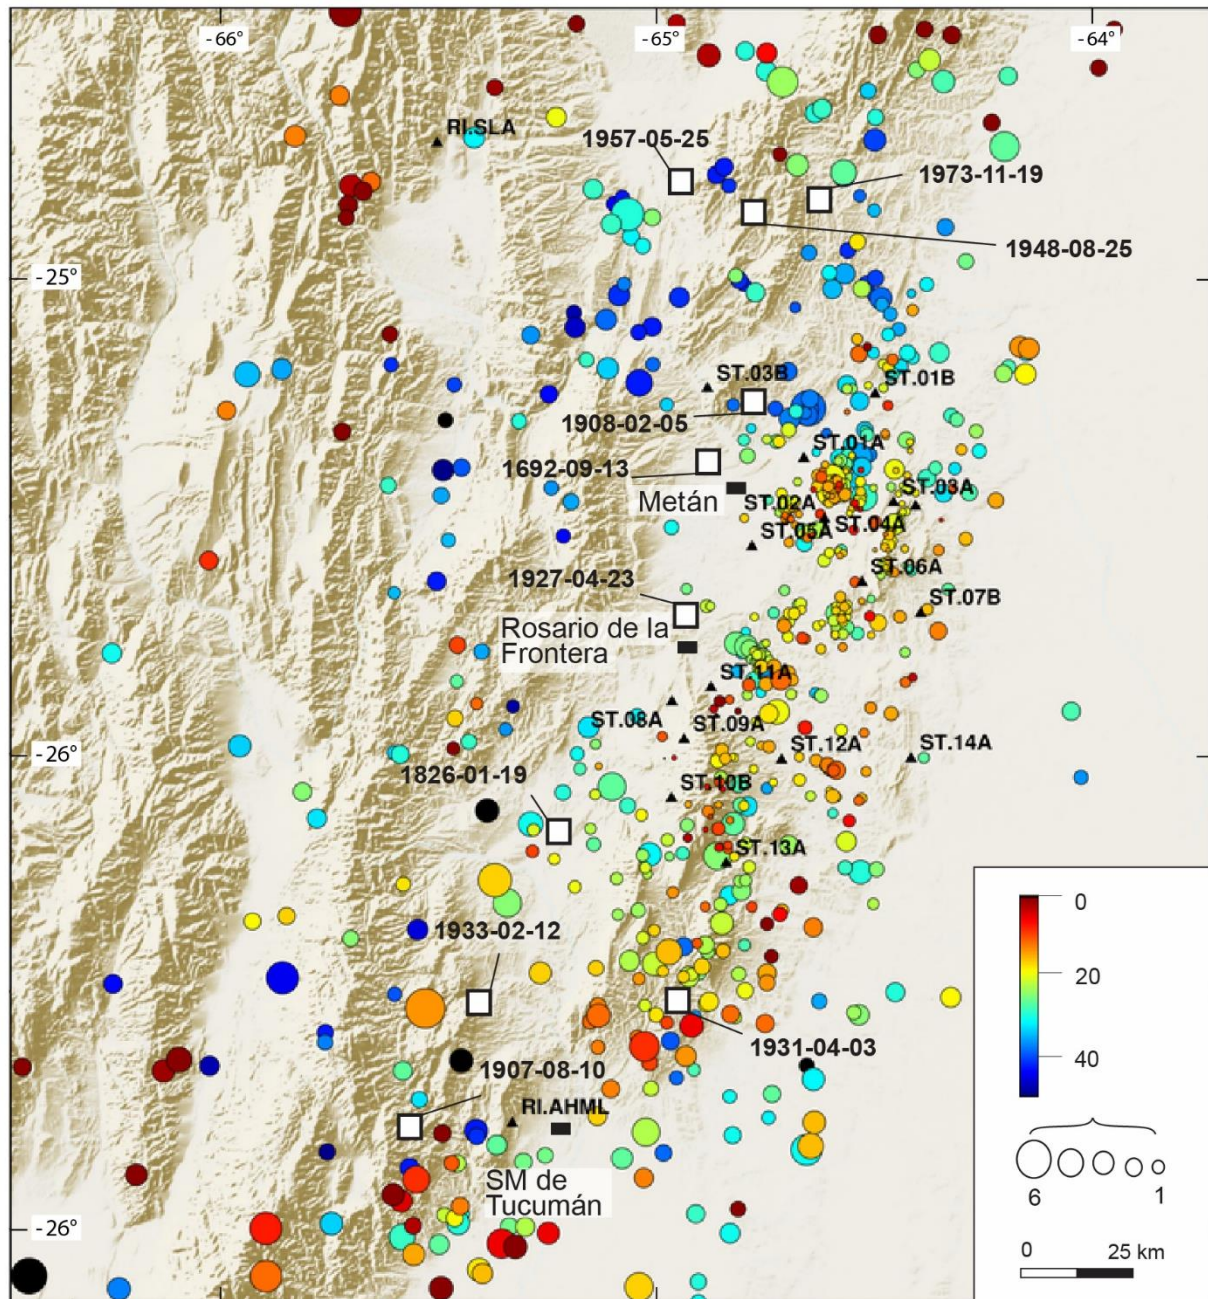 -66°
-65°
-64°
RI.SLA
1957-05-25
1973-11-19
1948-08-25
-25°
ST.03B
ST.01B
1908-02-05
ST.01A
1692-09-13
Metán
ST.02A
ST.03A
ST.04A
ST.05A
ST.06A
1927-04-23
ST.07B
Rosario de la
Frontera
ST.11A
ST.08A
ST.09A
ST.12A
ST.14A
-26°
1826-01-19
ST.10B
ST.13A
1933-02-12
1931-04-03
1907-08-10
RI.AHML
SM de
Tucumán
-26°
0
20
40
6
1
0
25 km